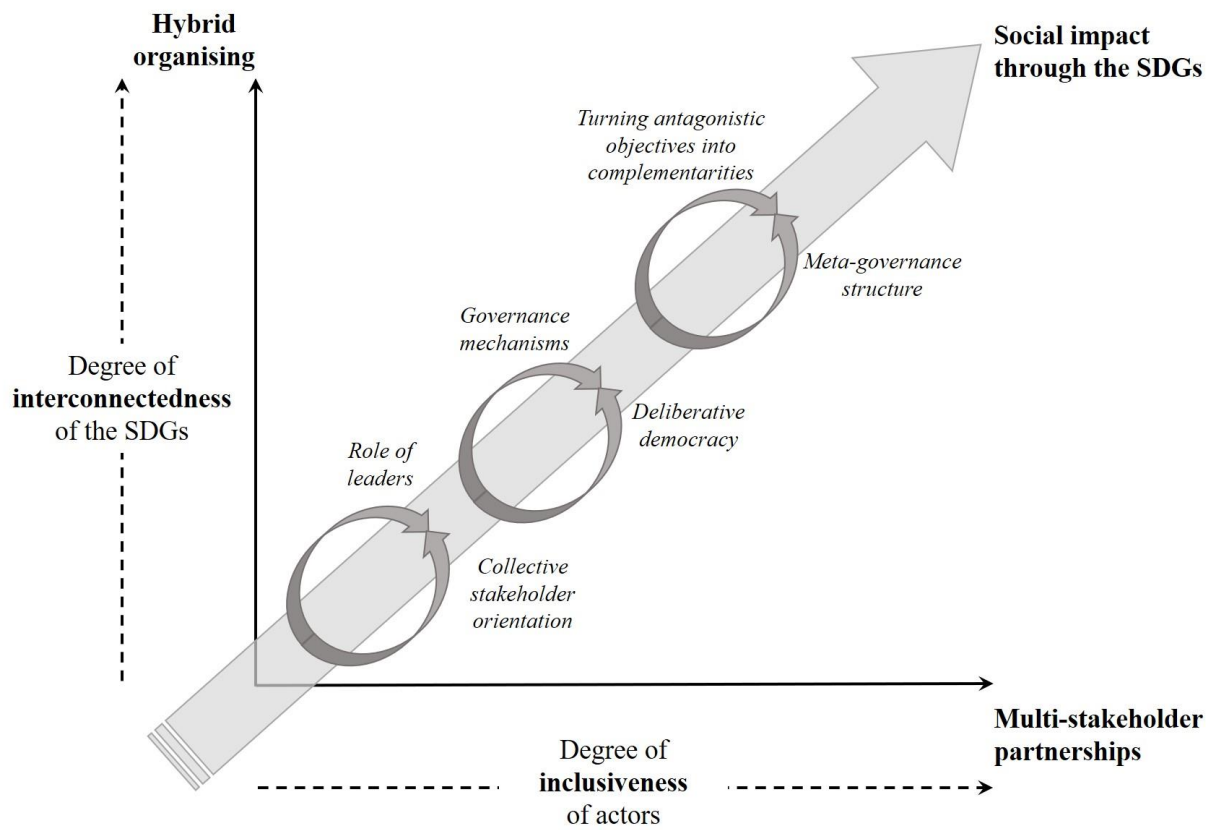 Hybrid
organising
Social impact
through the SDGs
Turning antagonistic
objectives into
complementarities
Meta-governance
structure
Governance
mechanisms
Degree of
interconnectedness
of the SDGs
Deliberative
democracy
Role of
leaders
Collective
stakeholder
orientation
Multi-stakeholder
partnerships
Degree of
inclusiveness
of actors